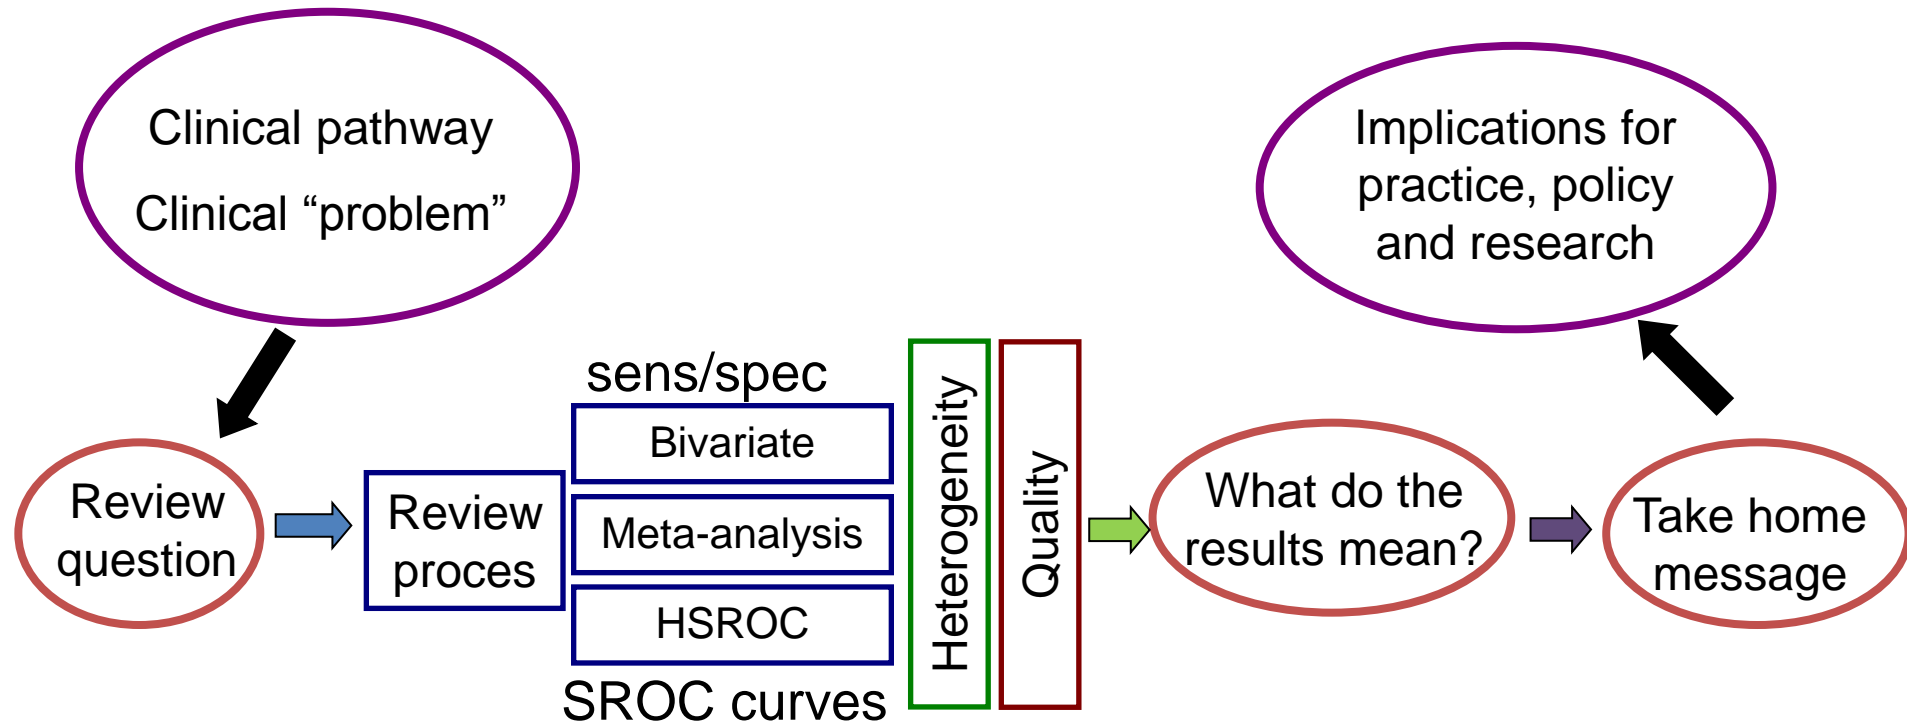 Clinical pathway
Clinical “problem”
Review
question
Review
proces
sens/spec
Bivariate
Meta-analysis
HSROC
SROC curves
Heterogeneity
Quality
What do the
results mean?
Take home
message
Implications for
practice, policy
and research